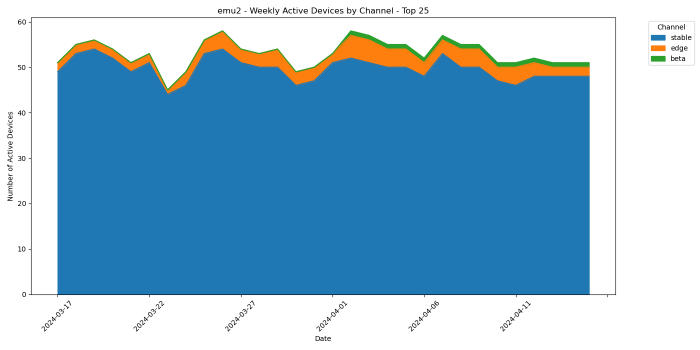 emu2 - Weekly Active Devices by Channel - Top 25
Channel
stable
edge
beta
Number of Active Devices
60
50
40
30
20
10
0
2024-03-17
2024-03-22
2024-03-27
2024-04-01
2024-04-06
2024-04-11
Date